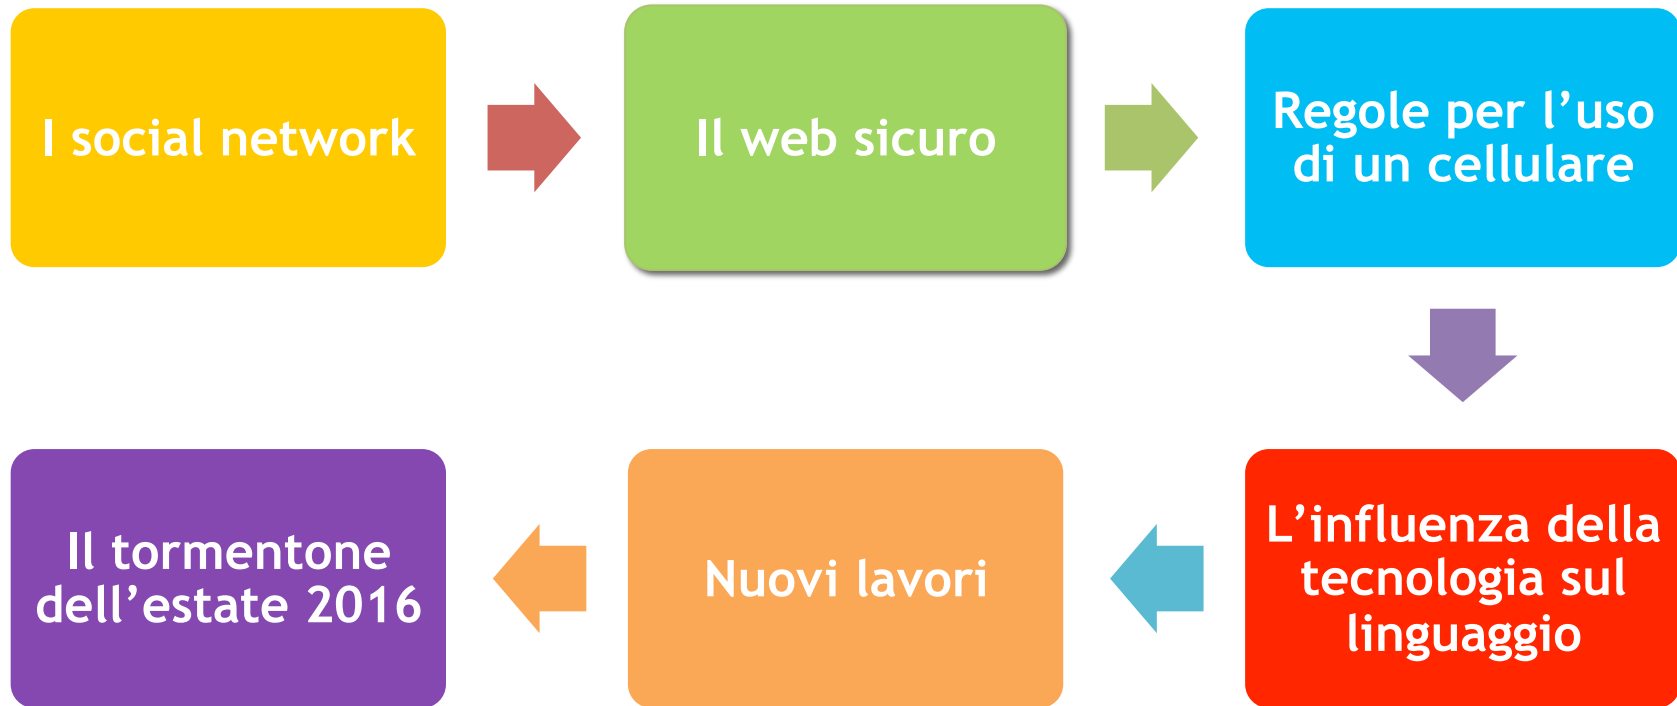 I social network
Il web sicuro
Regole per l’uso
di un cellulare
L’influenza della
tecnologia sul
linguaggio
Nuovi lavori
Il tormentone
dell’estate 2016